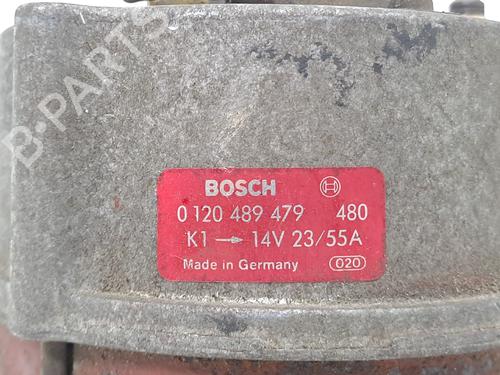 B-PARTS
BOSCH
0 120 489 479 480
K1 → 14V 23/55A
Made in Germany 020